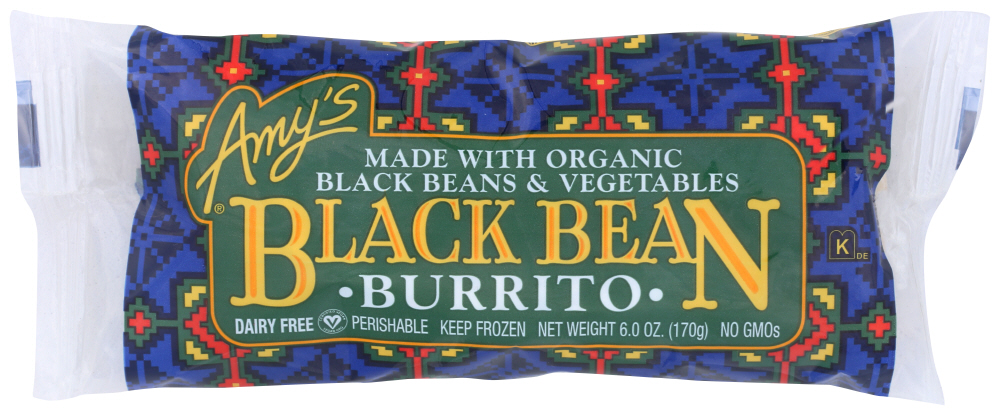 Amy's
MADE WITH ORGANIC
BLACK BEANS & VEGETABLES
®
BLACK BEAN
•BURRITO•
K DE
DAIRY FREE PERISHABLE KEEP FROZEN NET WEIGHT 6.0 OZ. (170g) NO GMOs